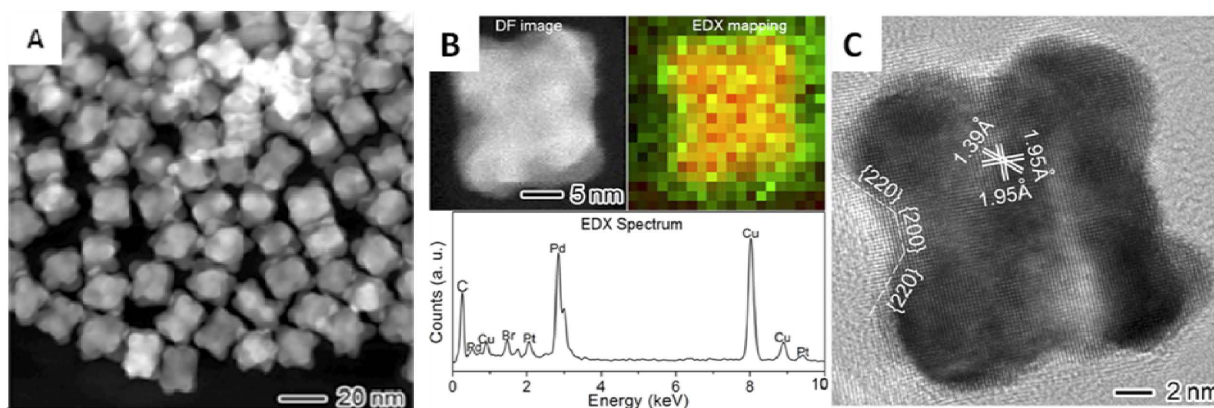 A
20 nm
B
DF image
EDX mapping
5 nm
EDX Spectrum
Counts (a. u.)
C
Cu
Br
Pt
Pd
Cu
Cu
Pt
0 2 4 6 8 10
Energy (keV)
C
1.39Å
1.95Å
1.95Å
{220}
{200}
{220}
2 nm